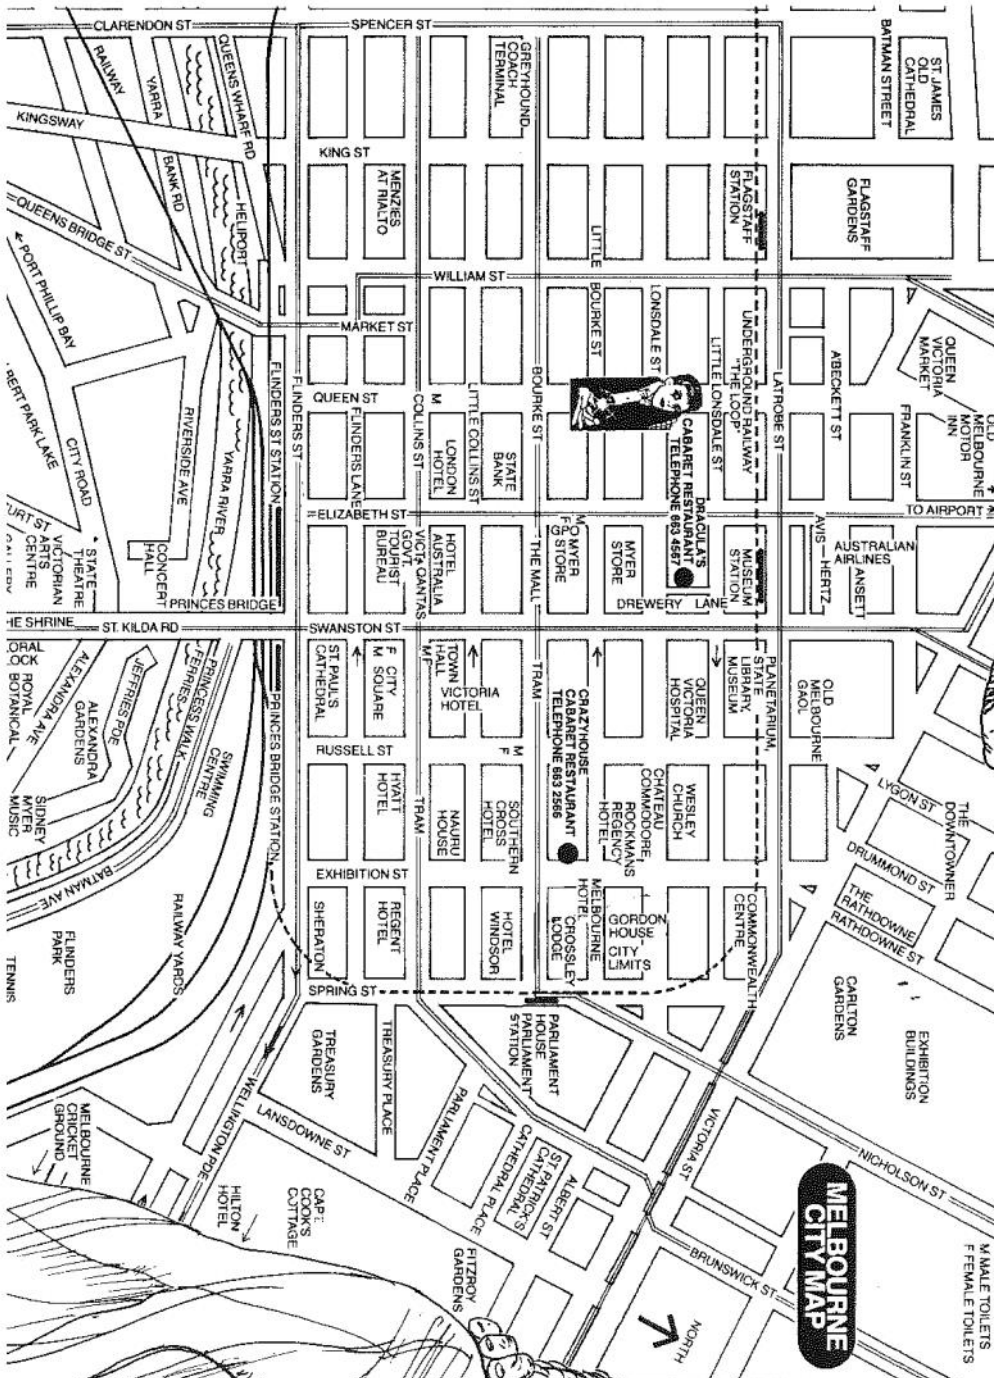 MELBOURNE
CITY MAP
M MALE TOILETS
F FEMALE TOILETS
NORTH
CLARENDON ST
SPENCER ST
BATMAN STREET
ST. JAMES
OLD
CATHEDRAL
RAILWAY
YARRA
BANK RD
QUEENS WHARF RD
KINGSWAY
GREYHOUND
COACH
TERMINAL
KING ST
MENZIES
AT RIALTO
FLAGSTAFF
STATION
FLAGSTAFF
GARDENS
HELIPORT
QUEENS BRIDGE ST
PORT PHILLIP BAY
WILLIAM ST
MARKET ST
LITTLE
BOURKE ST
LONSDALE ST
LITTLE LONSDALE ST
UNDERGROUND RAILWAY
"THE LOOP"
LATROBE ST
A'BECKETT ST
FRANKLIN ST
QUEEN
VICTORIA
MARKET
OLD
MELBOURNE
MOTOR
INN
BERT PARK LAKE
CITY ROAD
RIVERSIDE AVE
YARRA RIVER
FLINDERS ST STATION
FLINDERS ST
QUEEN ST
FLINDERS LANE
COLLINS ST
M
LITTLE COLLINS ST
LONDON
HOTEL
STATE
BANK
BOURKE ST
DRACULA'S
CABARET RESTAURANT
TELEPHONE 663 4567
ELIZABETH ST
TO AIRPORT
URT ST
STATE
THEATRE
VICTORIAN
ARTS
CENTRE
GALLERY
CONCERT
HALL
PRINCES BRIDGE
VICT.
GOVT.
TOURIST
BUREAU
QANTAS
HOTEL
AUSTRALIA
THE MALL
M
F
GPO
MYER
STORE
MYER
STORE
DREWERY LANE
MUSEUM
STATION
AVIS
HERTZ
AUSTRALIAN
AIRLINES
ANSETT
HE SHRINE
ST. KILDA RD
SWANSTON ST
ORAL
OCK
ROYAL
BOTANICAL
ALEXANDRA AVE
ALEXANDRA
GARDENS
JEFFRIES PDE
FERRIES
PRINCESS WALK
SWIMMING
CENTRE
PRINCES BRIDGE STATION
ST. PAUL'S
CATHEDRAL
F
M
CITY
SQUARE
M F
TOWN
HALL
VICTORIA
HOTEL
TRAM
CRAZYHOUSE
CABARET RESTAURANT
TELEPHONE 663 2566
QUEEN
VICTORIA
HOSPITAL
PLANETARIUM,
STATE
LIBRARY,
MUSEUM
OLD
MELBOURNE
GAOL
RUSSELL ST
M
F
SIDNEY
MYER
MUSIC
BATMAN AVE
HYATT
HOTEL
TRAM
NAURU
HOUSE
SOUTHERN
CROSS
HOTEL
CHATEAU
COMMODORE,
ROCKMANS
REGENCY
HOTEL
WESLEY
CHURCH
LYGON ST
DRUMMOND ST
THE
DOWNTOWNER
THE
RATHDOWNE
RATHDOWNE ST
EXHIBITION ST
RAILWAY YARDS
FLINDERS
PARK
TENNIS
SHERATON
REGENT
HOTEL
HOTEL
WINDSOR
MELBOURNE
HOTEL
CROSSLEY
LODGE
GORDON
HOUSE
CITY
LIMITS
COMMONWEALTH
CENTRE
SPRING ST
CARLTON
GARDENS
EXHIBITION
BUILDINGS
TREASURY
GARDENS
TREASURY PLACE
PARLIAMENT
HOUSE
PARLIAMENT
STATION
PARLIAMENT PLACE
LANSDOWNE ST
WELLINGTON PDE
MELBOURNE
CRICKET
GROUND
HILTON
HOTEL
CAPT.
COOK'S
COTTAGE
FITZROY
GARDENS
CATHEDRAL PLACE
ST. PATRICK'S
CATHEDRAL
ALBERT ST
VICTORIA ST
NICHOLSON ST
BRUNSWICK ST